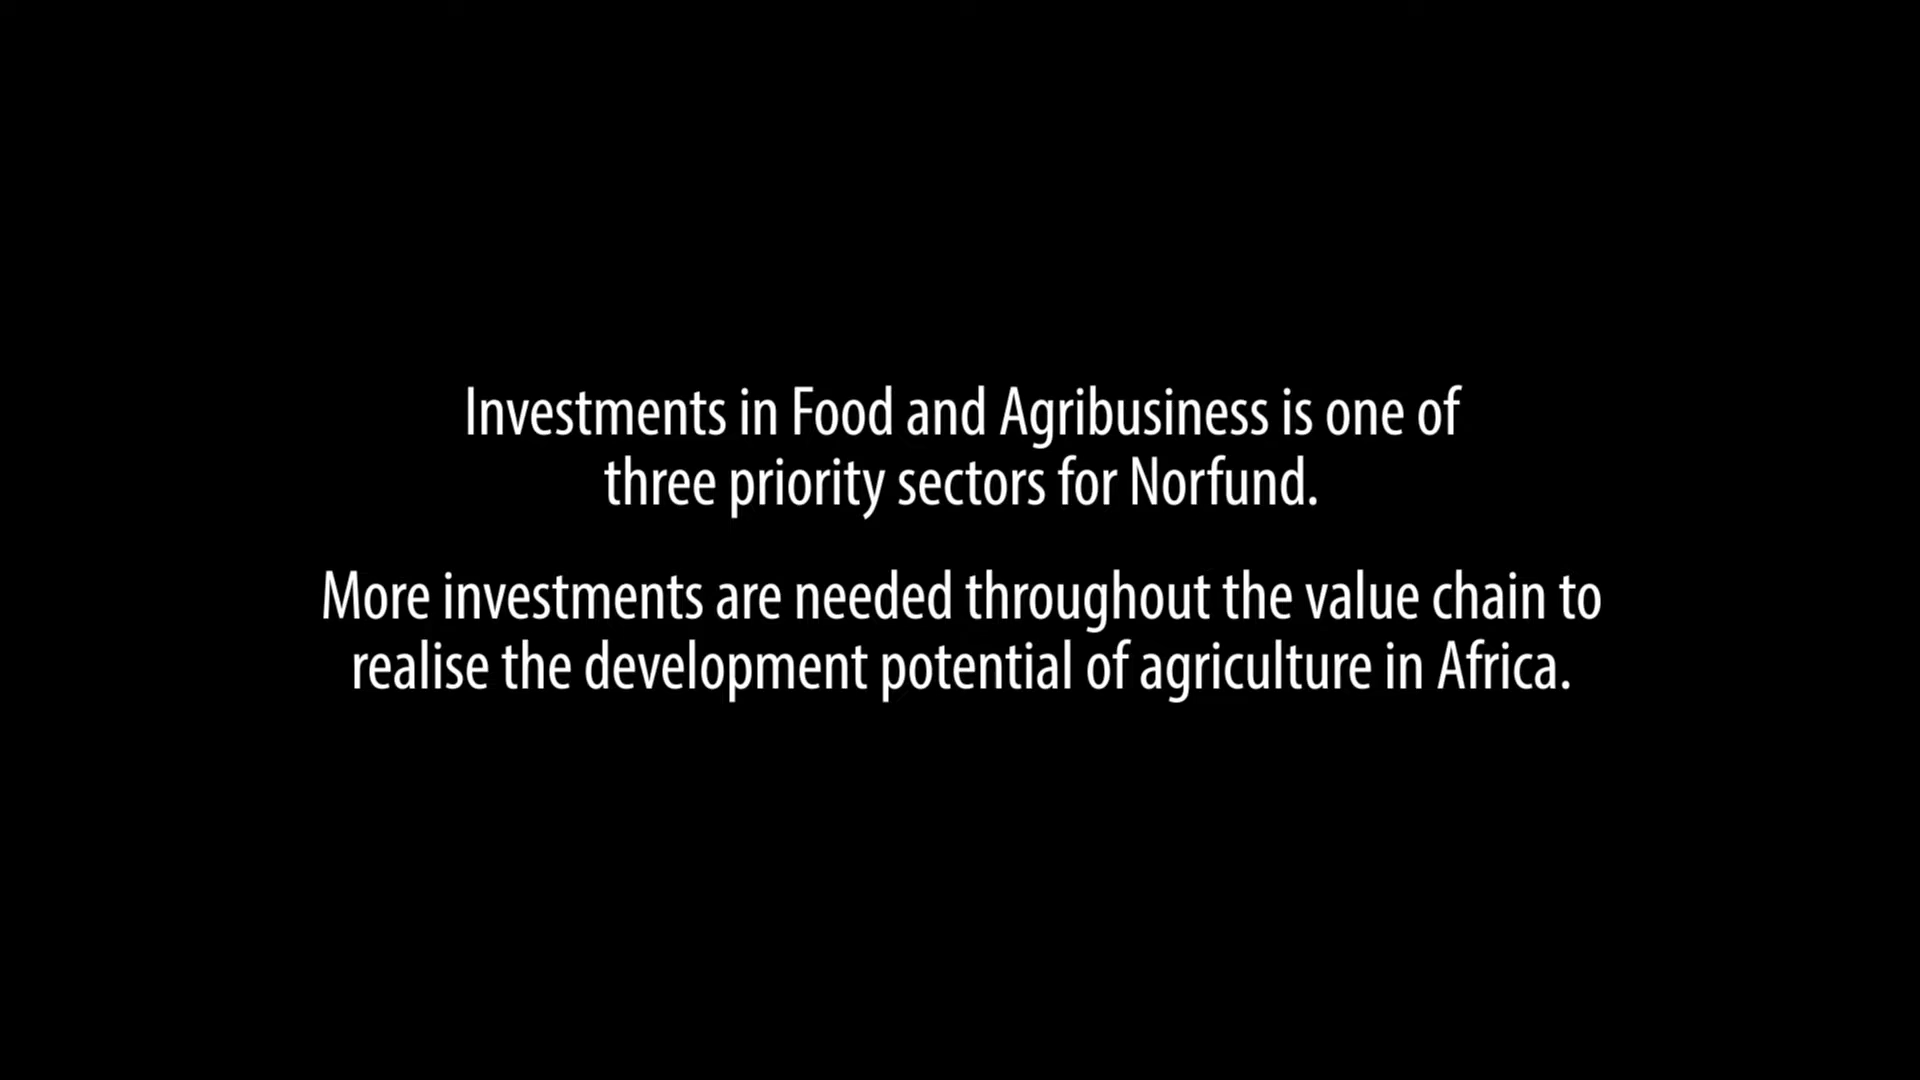 Investments in Food and Agribusiness is one of
three priority sectors for Norfund.
More investments are needed throughout the value chain to
realise the development potential of agriculture in Africa.